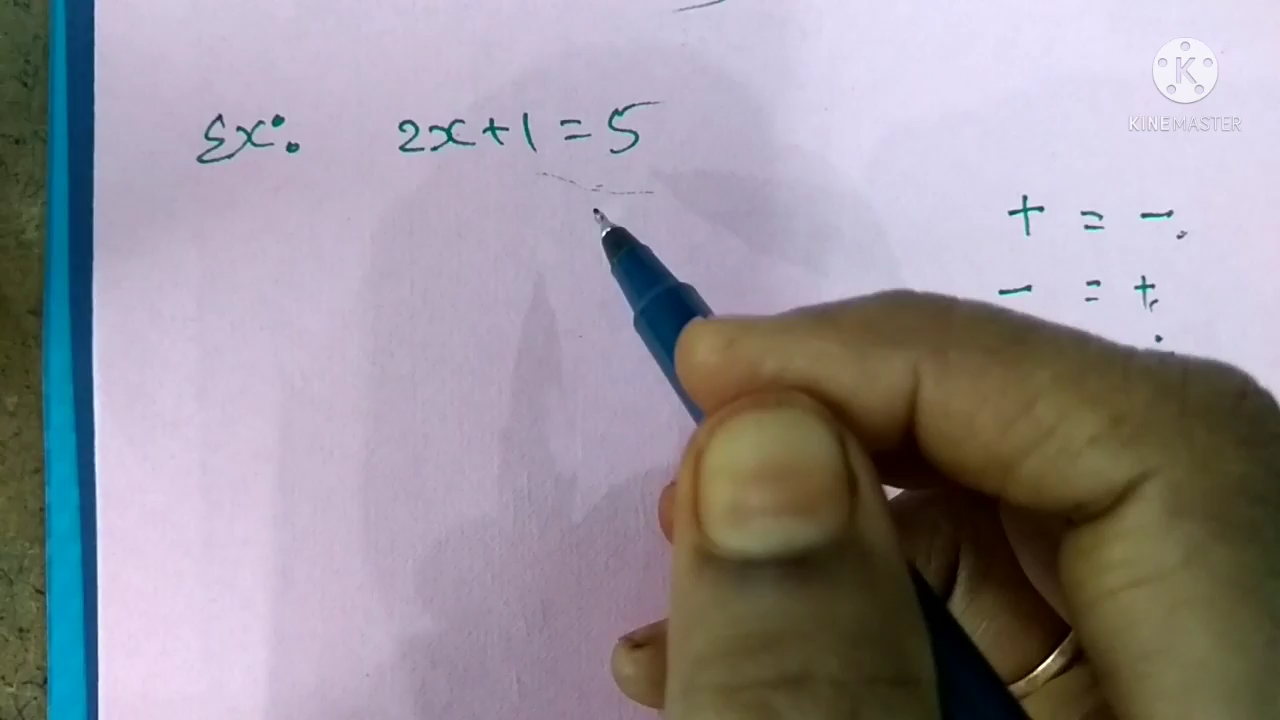 Ex: 2x+1=5
+ = -.
- = +
KINEMASTER